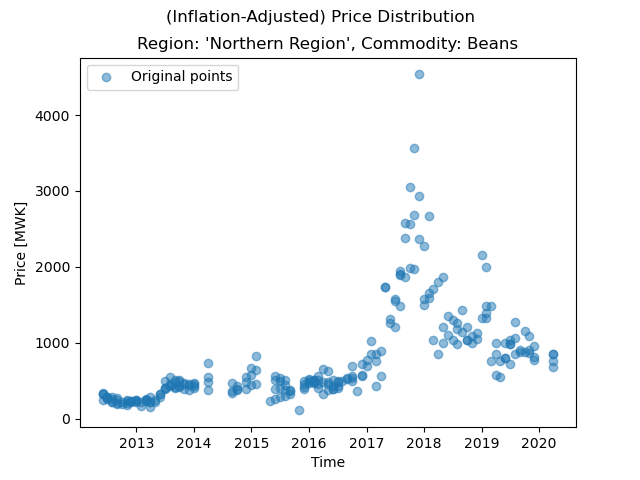 (Inflation-Adjusted) Price Distribution
Region: 'Northern Region', Commodity: Beans
Original points
Price [MWK]
4000
3000
2000
1000
0
2013 2014 2015 2016 2017 2018 2019 2020
Time